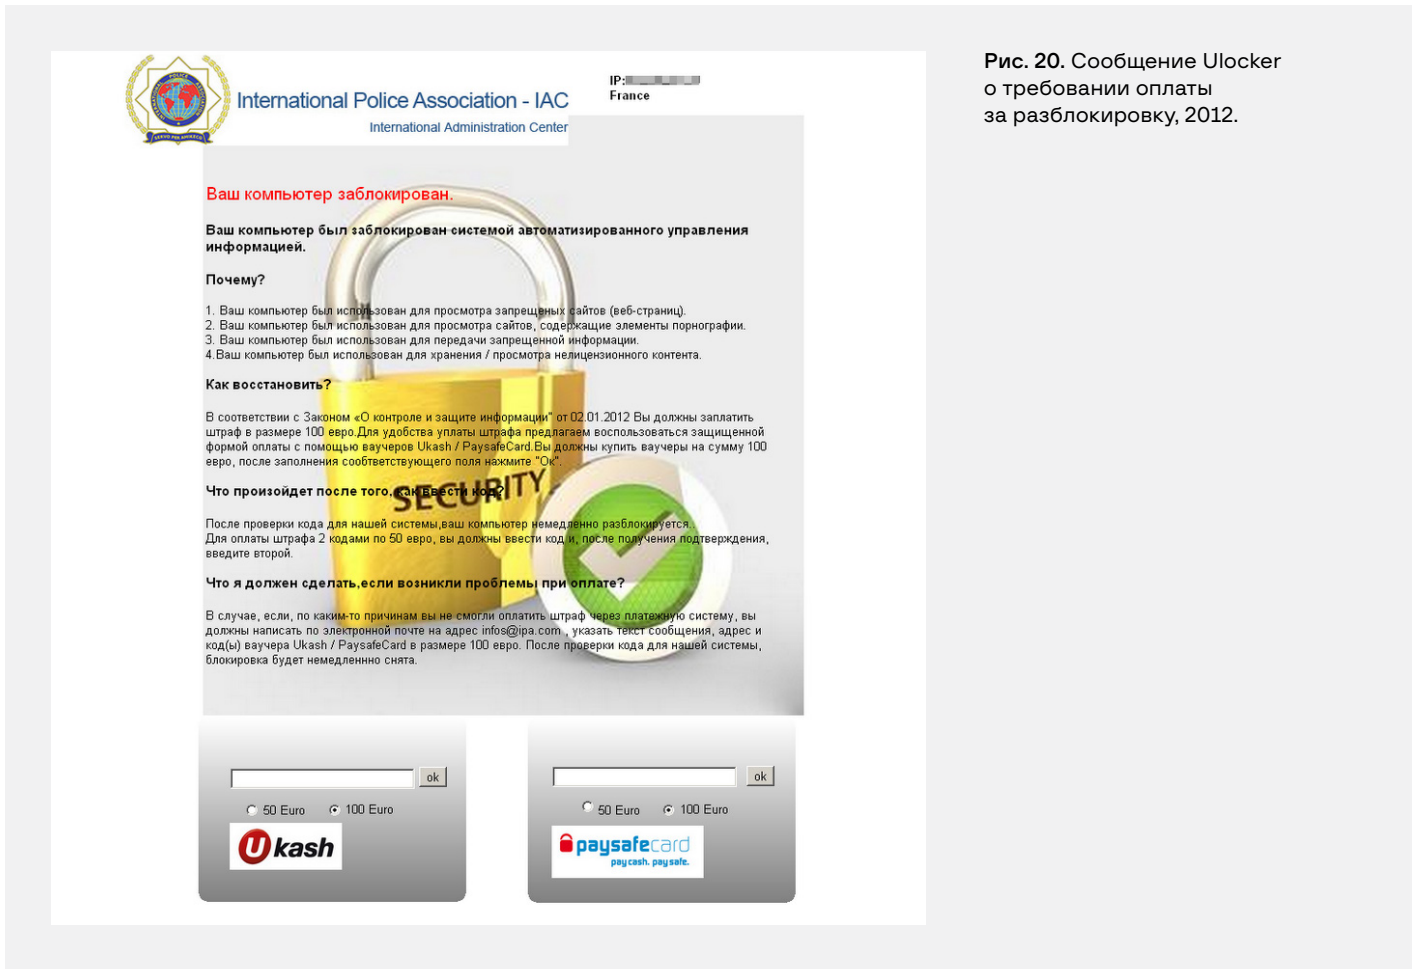 International Police Association - IAC
International Administration Center
IP:
France
Ваш компьютер заблокирован.
Ваш компьютер был заблокирован системой автоматизированного управления
информацией.
Почему?
1. Ваш компьютер был использован для просмотра запрещеных сайтов (веб-страниц).
2. Ваш компьютер был использован для просмотра сайтов, содержащие элементы порнографии.
3. Ваш компьютер был использован для передачи запрещенной информации.
4.Ваш компьютер был использован для хранения / просмотра нелицензионного контента.
Как восстановить?
В соответствии с Законом «О контроле и защите информации" от 02.01.2012 Вы должны заплатить
штраф в размере 100 евро.Для удобства уплаты штрафа предлагаем воспользоваться защищенной
формой оплаты с помощью ваучеров Ukash / PaysafeCard.Вы должны купить ваучеры на сумму 100
евро, после заполнения сообтветствующего поля нажмите "Ок".
SECURITY
Что произойдет после того, как ввести код?
После проверки кода для нашей системы,ваш компьютер немедленно разблокируется..
Для оплаты штрафа 2 кодами по 50 евро, вы должны ввести код и, после получения подтверждения,
введите второй.
Что я должен сделать,если возникли проблемы при оплате?
В случае, если, по каким-то причинам вы не смогли оплатить штраф через платежную систему, вы
должны написать по электронной почте на адрес infos@ipa.com , указать текст сообщения, адрес и
код(ы) ваучера Ukash / PaysafeCard в размере 100 евро. После проверки кода для нашей системы,
блокировка будет немедленнно снята.
ok
50 Euro 100 Euro
Ukash
ok
50 Euro 100 Euro
paysafecard
pay cash. pay safe.
Рис. 20. Сообщение Ulocker
о требовании оплаты
за разблокировку, 2012.